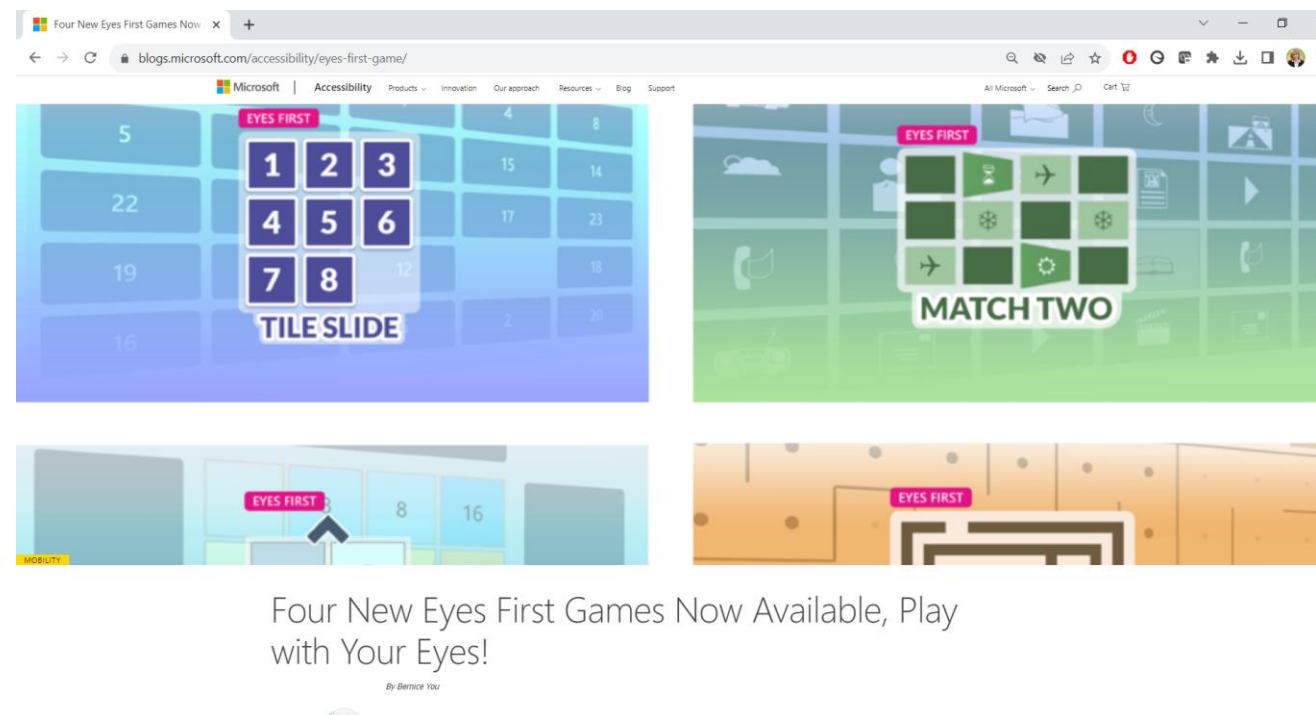 Four New Eyes First Games Now
blogs.microsoft.com/accessibility/eyes-first-game/
Microsoft | Accessibility Products Innovation Our approach Resources Blog Support All Microsoft Search Cart
EYES FIRST
1 2 3
4 5 6
7 8
TILE SLIDE
5
22
19
16
4
8
15
14
17
23
12
18
2
20
EYES FIRST
MATCH TWO
EYES FIRST
8
8
16
MOBILITY
EYES FIRST
Four New Eyes First Games Now Available, Play
with Your Eyes!
By Bernice You